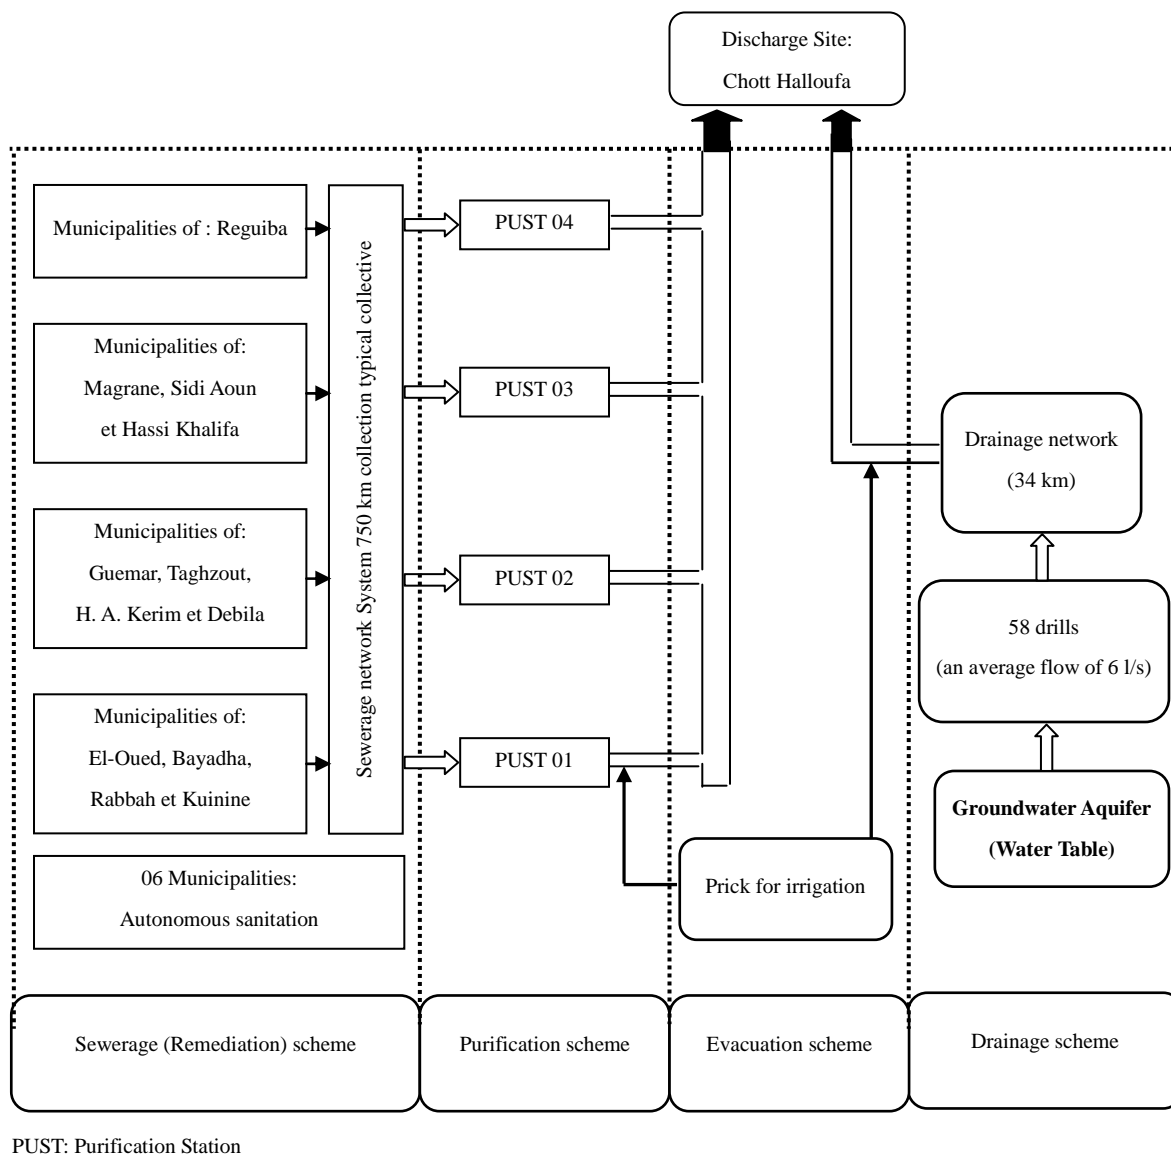 Discharge Site:
Chott Halloufa
Municipalities of : Reguiba
Municipalities of:
Magrane, Sidi Aoun
et Hassi Khalifa
Municipalities of:
Guemar, Taghzout,
H. A. Kerim et Debila
Municipalities of:
El-Oued, Bayadha,
Rabbah et Kuinine
06 Municipalities:
Autonomous sanitation
Sewerage network System 750 km collection typical collective
PUST 04
PUST 03
PUST 02
PUST 01
Prick for irrigation
Drainage network
(34 km)
58 drills
(an average flow of 6 l/s)
Groundwater Aquifer
(Water Table)
Sewerage (Remediation) scheme
Purification scheme
Evacuation scheme
Drainage scheme
PUST: Purification Station